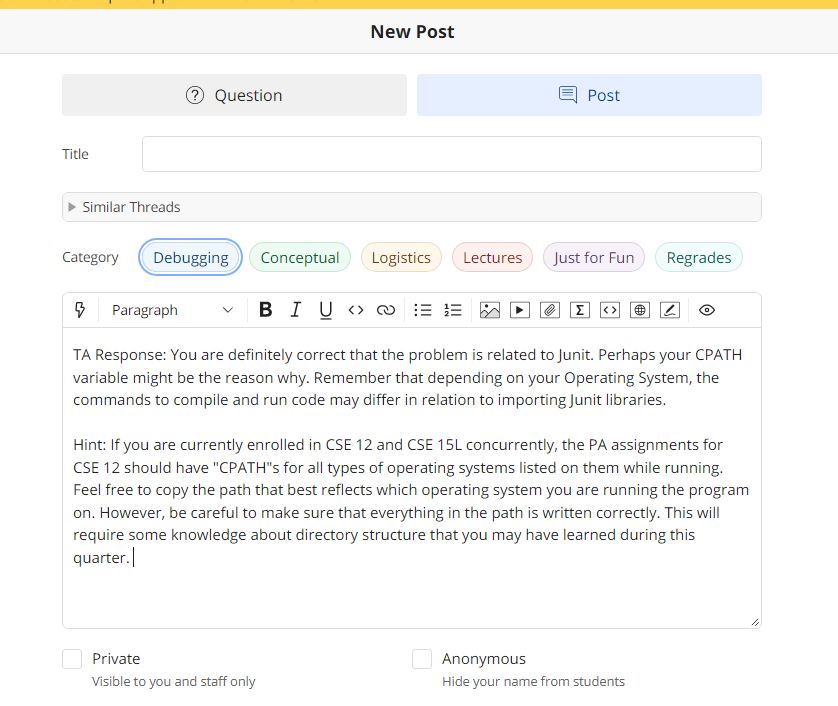 New Post
Question
Post
Title
Similar Threads
Category
Debugging
Conceptual
Logistics
Lectures
Just for Fun
Regrades
Paragraph
B I U
TA Response: You are definitely correct that the problem is related to Junit. Perhaps your CPATH
variable might be the reason why. Remember that depending on your Operating System, the
commands to compile and run code may differ in relation to importing Junit libraries.
Hint: If you are currently enrolled in CSE 12 and CSE 15L concurrently, the PA assignments for
CSE 12 should have "CPATH"s for all types of operating systems listed on them while running.
Feel free to copy the path that best reflects which operating system you are running the program
on. However, be careful to make sure that everything in the path is written correctly. This will
require some knowledge about directory structure that you may have learned during this
quarter.
Private
Visible to you and staff only
Anonymous
Hide your name from students